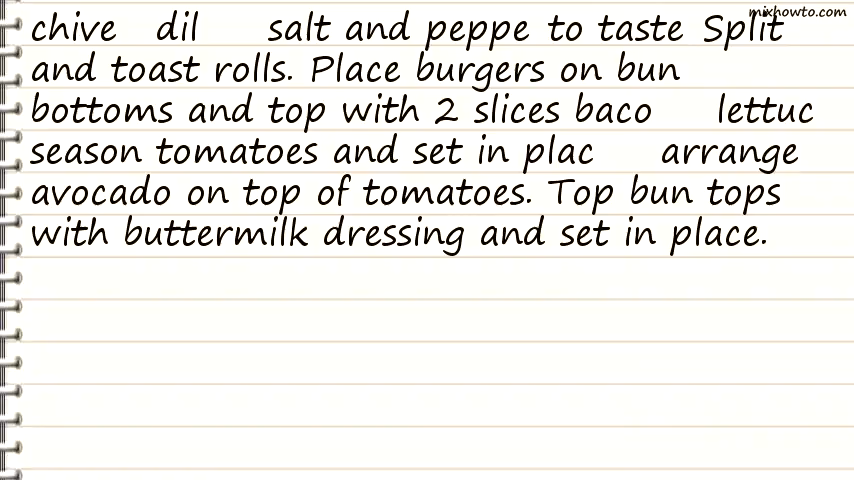 mixhowto.com
chive dil salt and peppe to taste Split
and toast rolls. Place burgers on bun
bottoms and top with 2 slices baco lettuc
season tomatoes and set in plac arrange
avocado on top of tomatoes. Top bun tops
with buttermilk dressing and set in place.